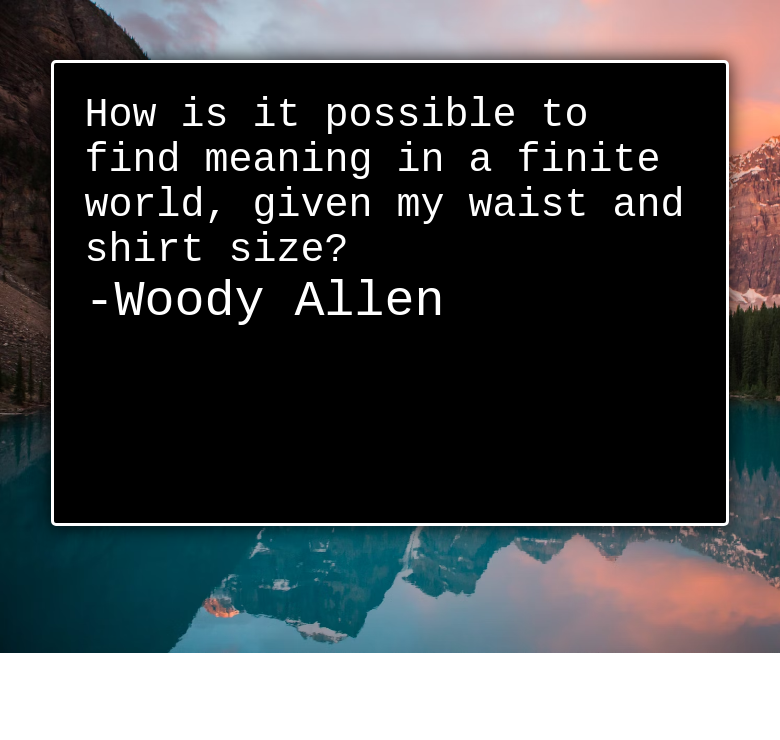 How is it possible to
find meaning in a finite
world, given my waist and
shirt size?
-Woody Allen